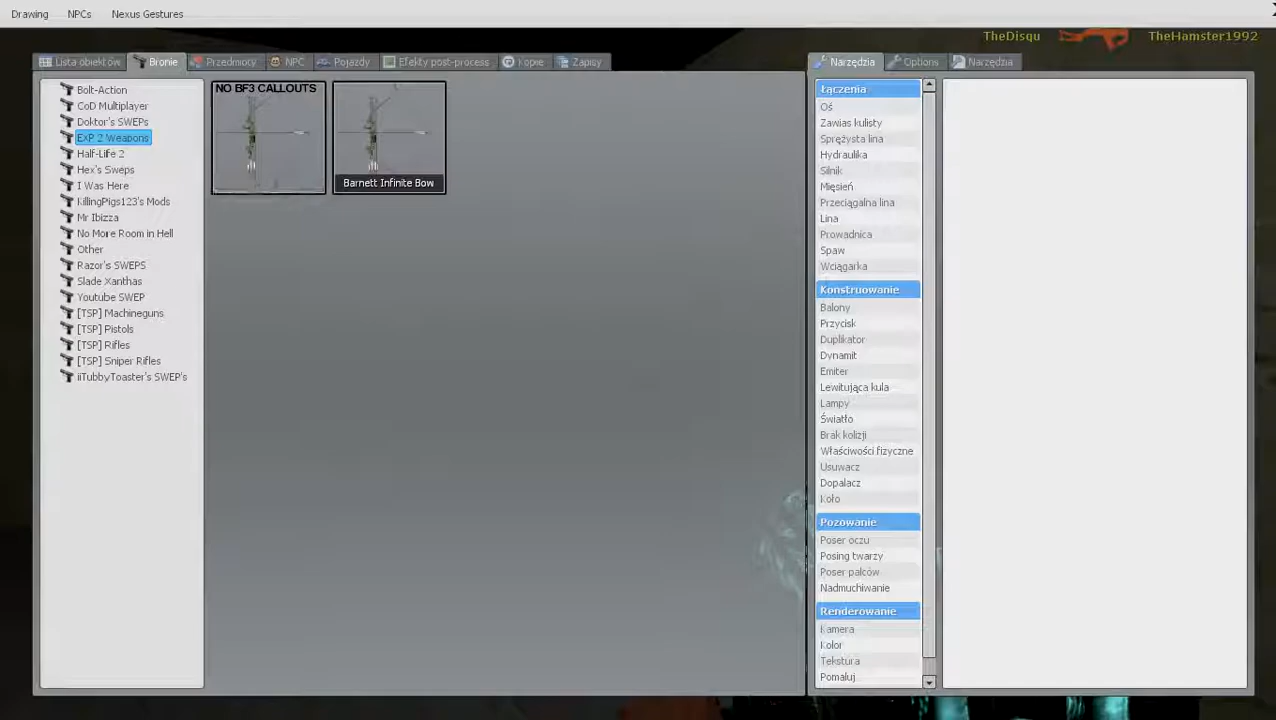 Drawing NPCs Nexus Gestures
TheDisqu TheHamster1992
Lista obiektów Bronie Przedmioty NPC Pojazdy Efekty post-process Kopie Zapisy
Narzędzia Options Narzędzia
Bolt-Action
CoD Multiplayer
Doktor's SWEPs
EXP 2 Weapons
Half-Life 2
Hex's Sweps
I Was Here
KillingPigs123's Mods
Mr Ibizza
No More Room in Hell
Other
Razor's SWEPS
Slade Xanthas
Youtube SWEP
[TSP] Machineguns
[TSP] Pistols
[TSP] Rifles
[TSP] Sniper Rifles
iiTubbyToaster's SWEP's
NO BF3 CALLOUTS
Barnett Infinite Bow
Łączenia
Oś
Zawias kulisty
Sprężysta lina
Hydraulika
Silnik
Mięsień
Przeciągalna lina
Lina
Prowadnica
Spaw
Wciągarka
Konstruowanie
Balony
Przycisk
Duplikator
Dynamit
Emiter
Lewitująca kula
Lampy
Światło
Brak kolizji
Właściwości fizyczne
Usuwacz
Dopalacz
Koło
Pozowanie
Poser oczu
Posing twarzy
Poser palców
Nadmuchiwanie
Renderowanie
Kamera
Kolor
Tekstura
Pomaluj